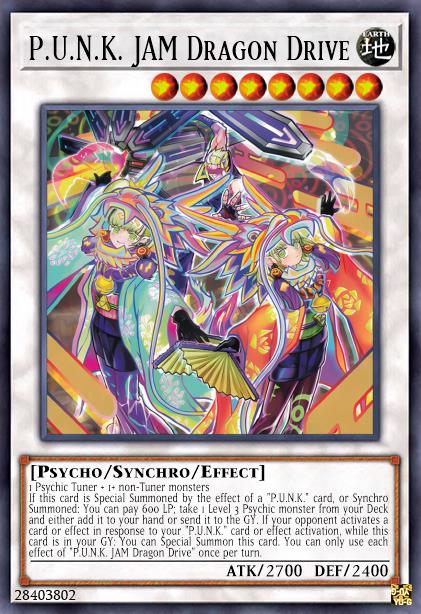 P.U.N.K. JAM Dragon Drive
EARTH
地
[Psycho/Synchro/Effect]
1 Psychic Tuner + 1+ non-Tuner monsters
If this card is Special Summoned by the effect of a "P.U.N.K." card, or Synchro
Summoned: You can pay 600 LP; take 1 Level 3 Psychic monster from your Deck
and either add it to your hand or send it to the GY. If your opponent activates a
card or effect in response to your "P.U.N.K." card or effect activation, while this
card is in your GY: You can Special Summon this card. You can only use each
effect of "P.U.N.K. JAM Dragon Drive" once per turn.
ATK/2700 DEF/2400
28403802